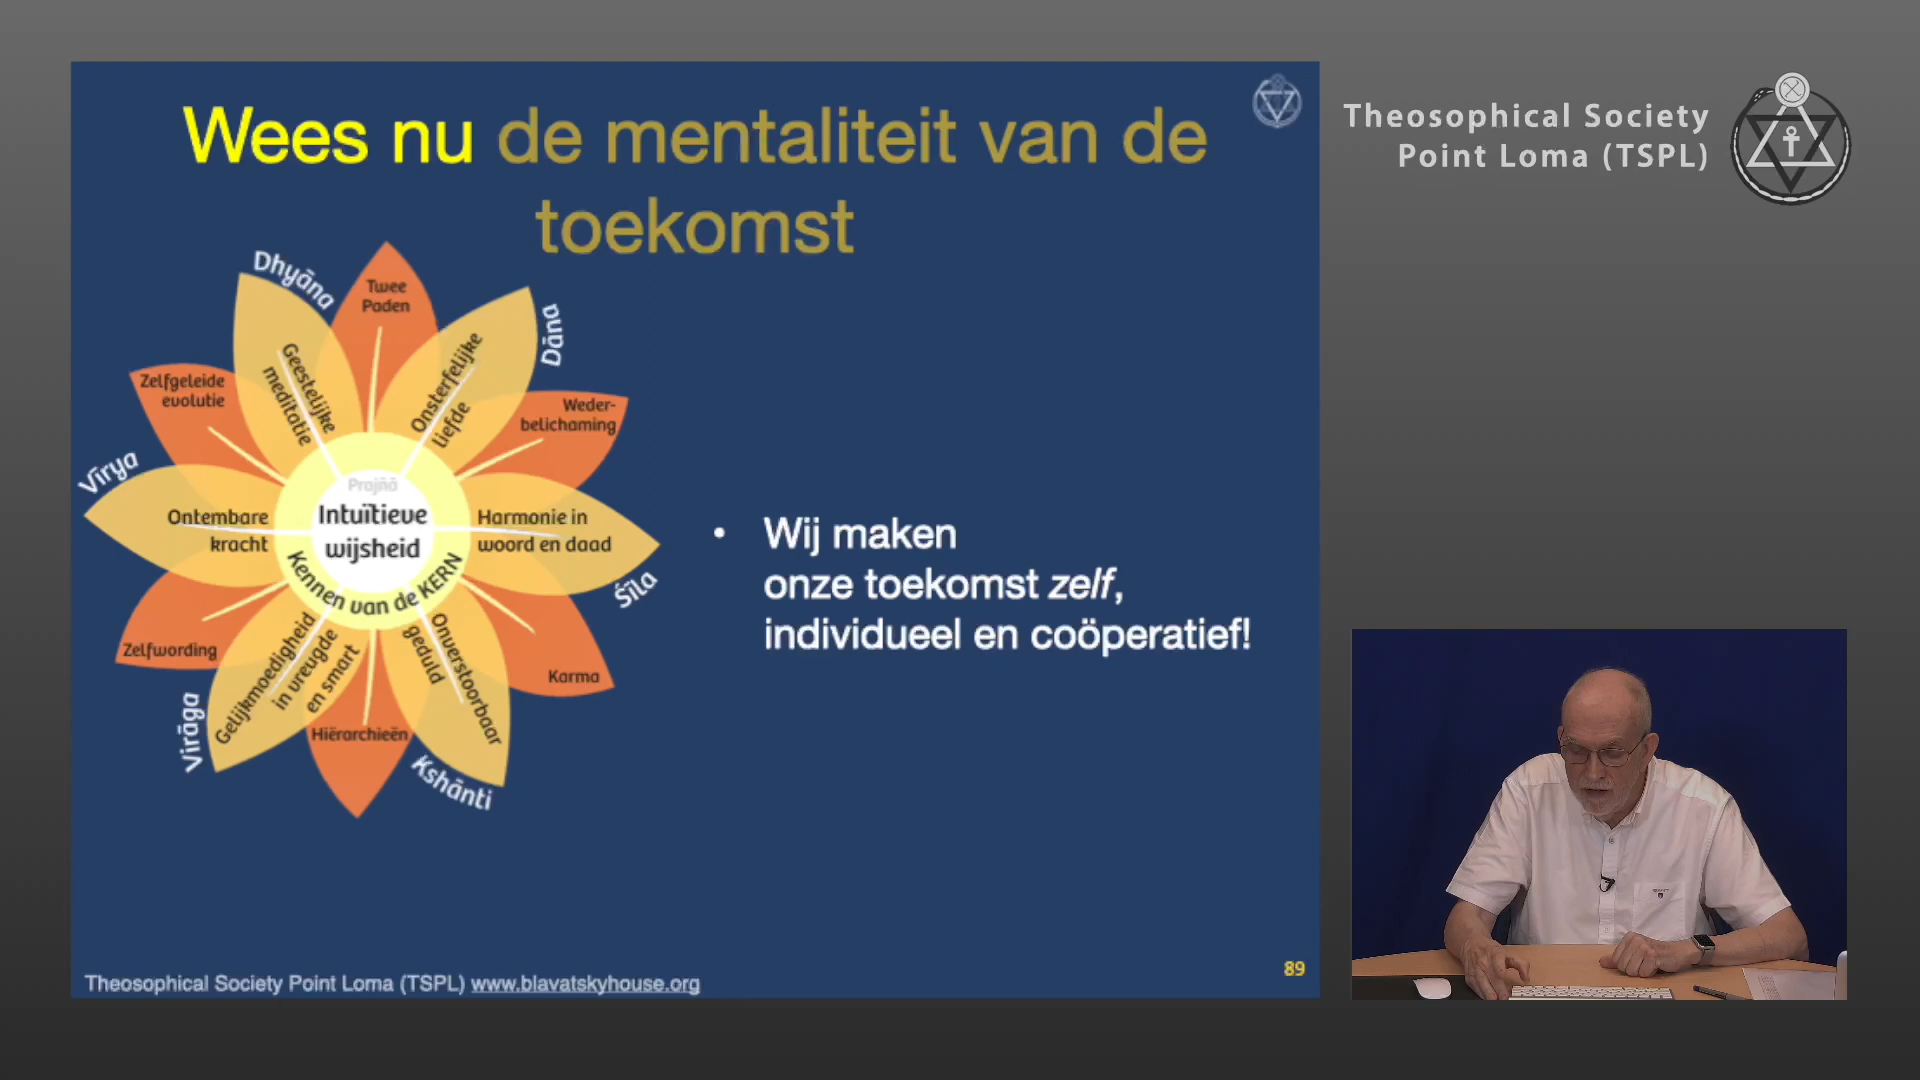 Wees nu de mentaliteit van de
toekomst
Theosophical Society
Point Loma (TSPL)
Dhyāna
Twee
Paden
Dāna
Geestelijke
meditatie
Onsterfelijke
liefde
Zelfgeleide
evolutie
Weder-
belichaming
Vīrya
Ontembare
kracht
Prajñā
Intuïtieve
wijsheid
Kennen van de KERN
Harmonie in
woord en daad
Śīla
Zelfwording
Gelijkmoedigheid
in vreugde
en smart
Virāga
Hiërarchieën
Onverstoorbaar
geduld
Kshānti
Karma
• Wij maken
onze toekomst zelf,
individueel en coöperatief!
Theosophical Society Point Loma (TSPL) www.blavatskyhouse.org
89